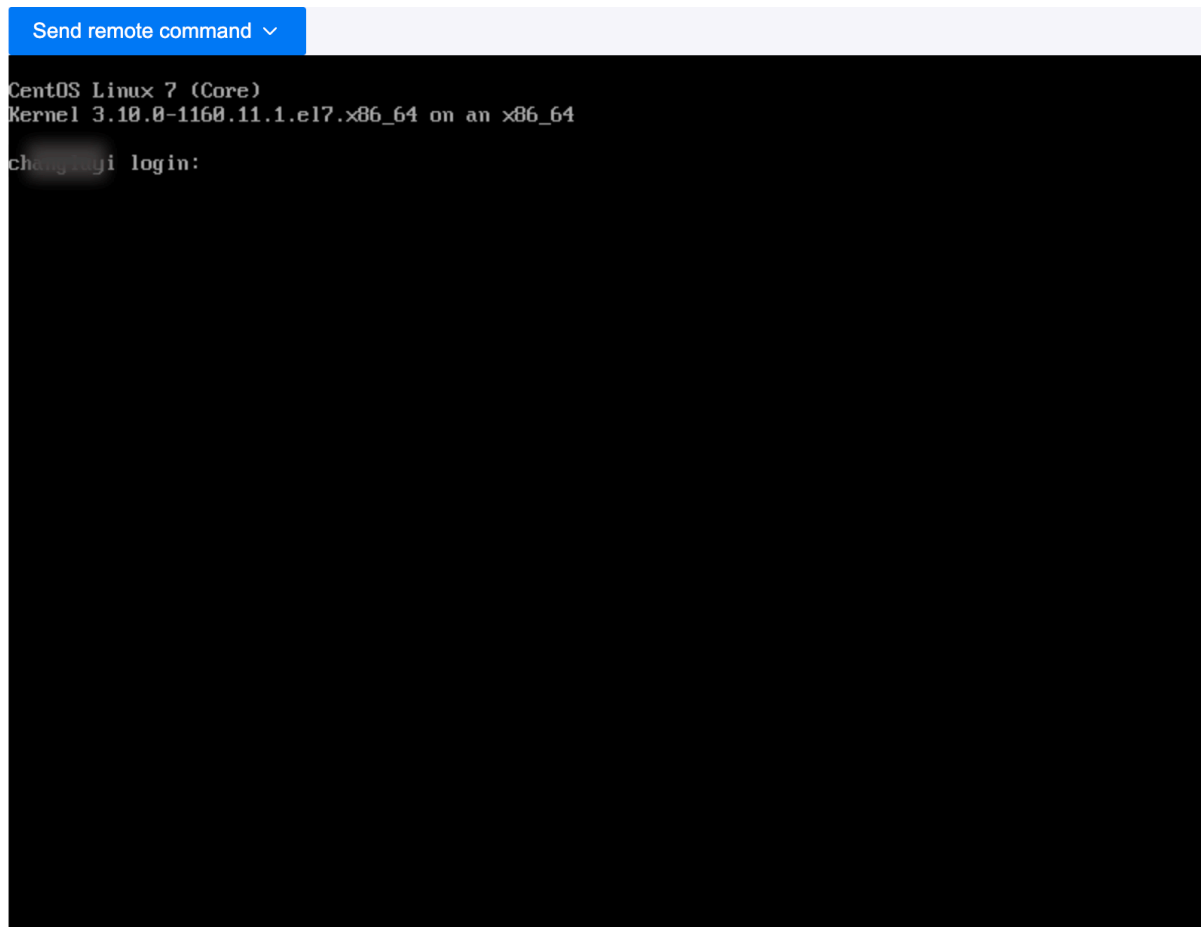 Send remote command
CentOS Linux 7 (Core)
Kernel 3.10.0-1160.11.1.el7.x86_64 on an x86_64
login: